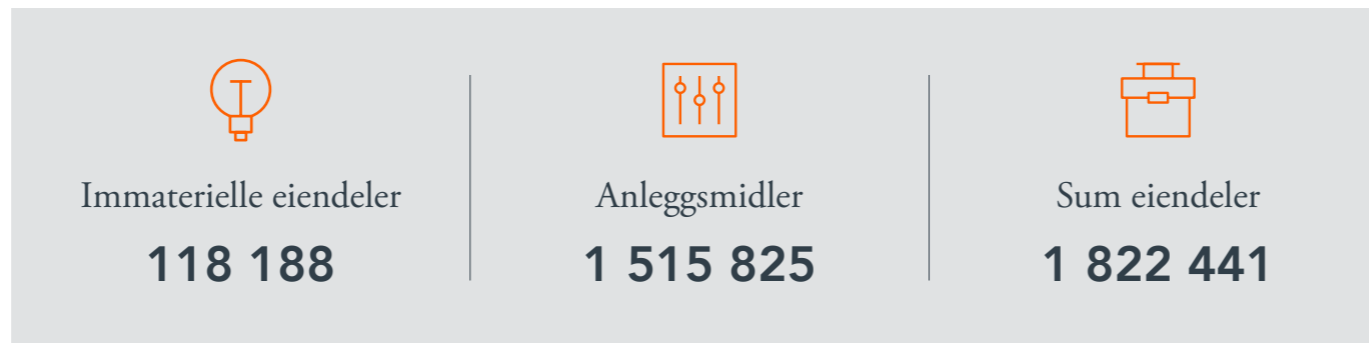 Immaterielle eiendeler
118 188
Anleggsmidler
1 515 825
Sum eiendeler
1 822 441